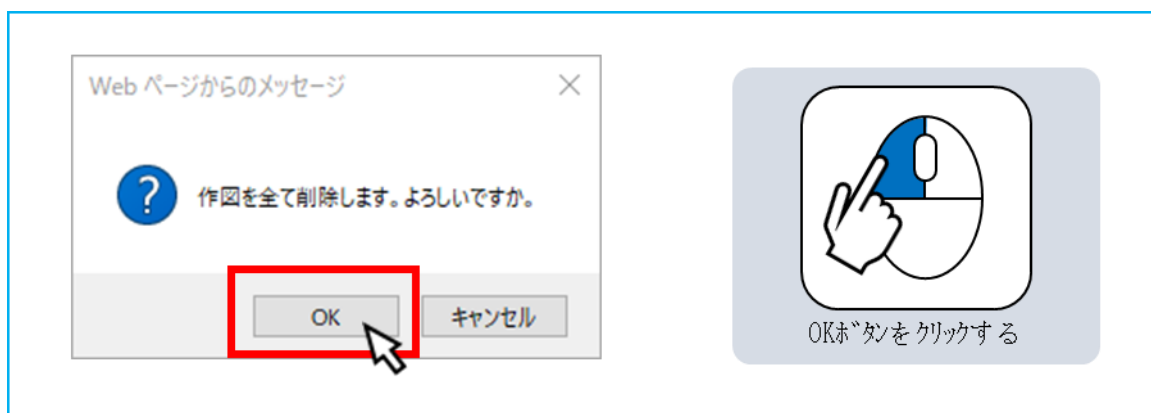 Web ページからのメッセージ
作図を全て削除します。よろしいですか。
OK
キャンセル
OKボタンをクリックする